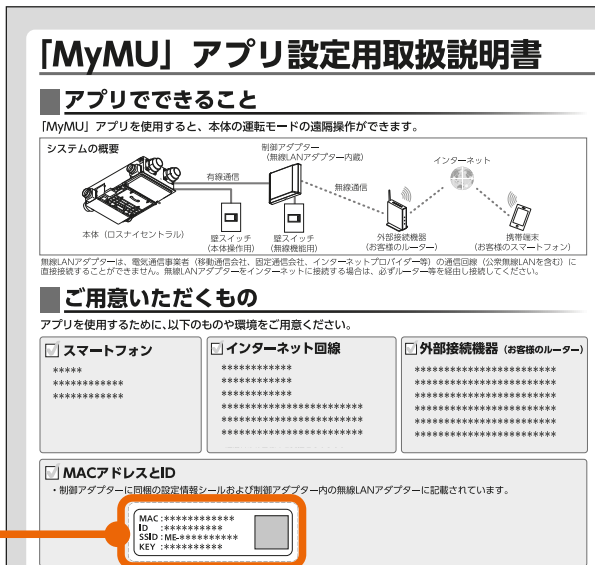 「MyMU」アプリ設定用取扱説明書
アプリでできること
「MyMU」アプリを使用すると、本体の運転モードの遠隔操作ができます。
システムの概要
制御アダプター
（無線LANアダプター内蔵）
インターネット
有線通信
無線通信
本体（ロスナイセントラル）
壁スイッチ
（本体操作用）
壁スイッチ
（無線機能用）
外部接続機器
（お客様のルーター）
携帯端末
（お客様のスマートフォン）
無線LANアダプターは、電気通信事業者（移動通信会社、固定通信会社、インターネットプロバイダー等）の通信回線（公衆無線LANを含む）に
直接接続することができません。無線LANアダプターをインターネットに接続する場合は、必ずルーター等を経由し接続してください。
ご用意いただくもの
アプリを使用するために、以下のものや環境をご用意ください。
スマートフォン
*****
************
************
インターネット回線
************
************
************
************************
************************
************************
外部接続機器（お客様のルーター）
************************
************************
************************
************************
************************
************************
MACアドレスとID
・制御アダプターに同梱の設定情報シールおよび制御アダプター内の無線LANアダプターに記載されています。
MAC:************
ID :**********
SSID:ME-**********
KEY :**********